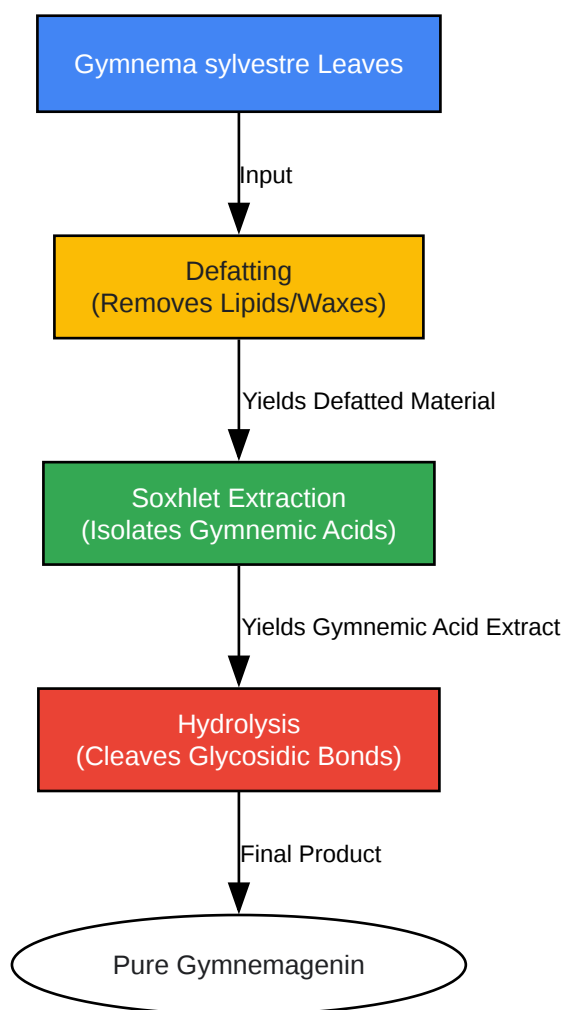 Gymnema sylvestre Leaves
Input
Defatting
(Removes Lipids/Waxes)
Yields Defatted Material
Soxhlet Extraction
(Isolates Gymnemic Acids)
Yields Gymnemic Acid Extract
Hydrolysis
(Cleaves Glycosidic Bonds)
Final Product
Pure Gymnemagenin